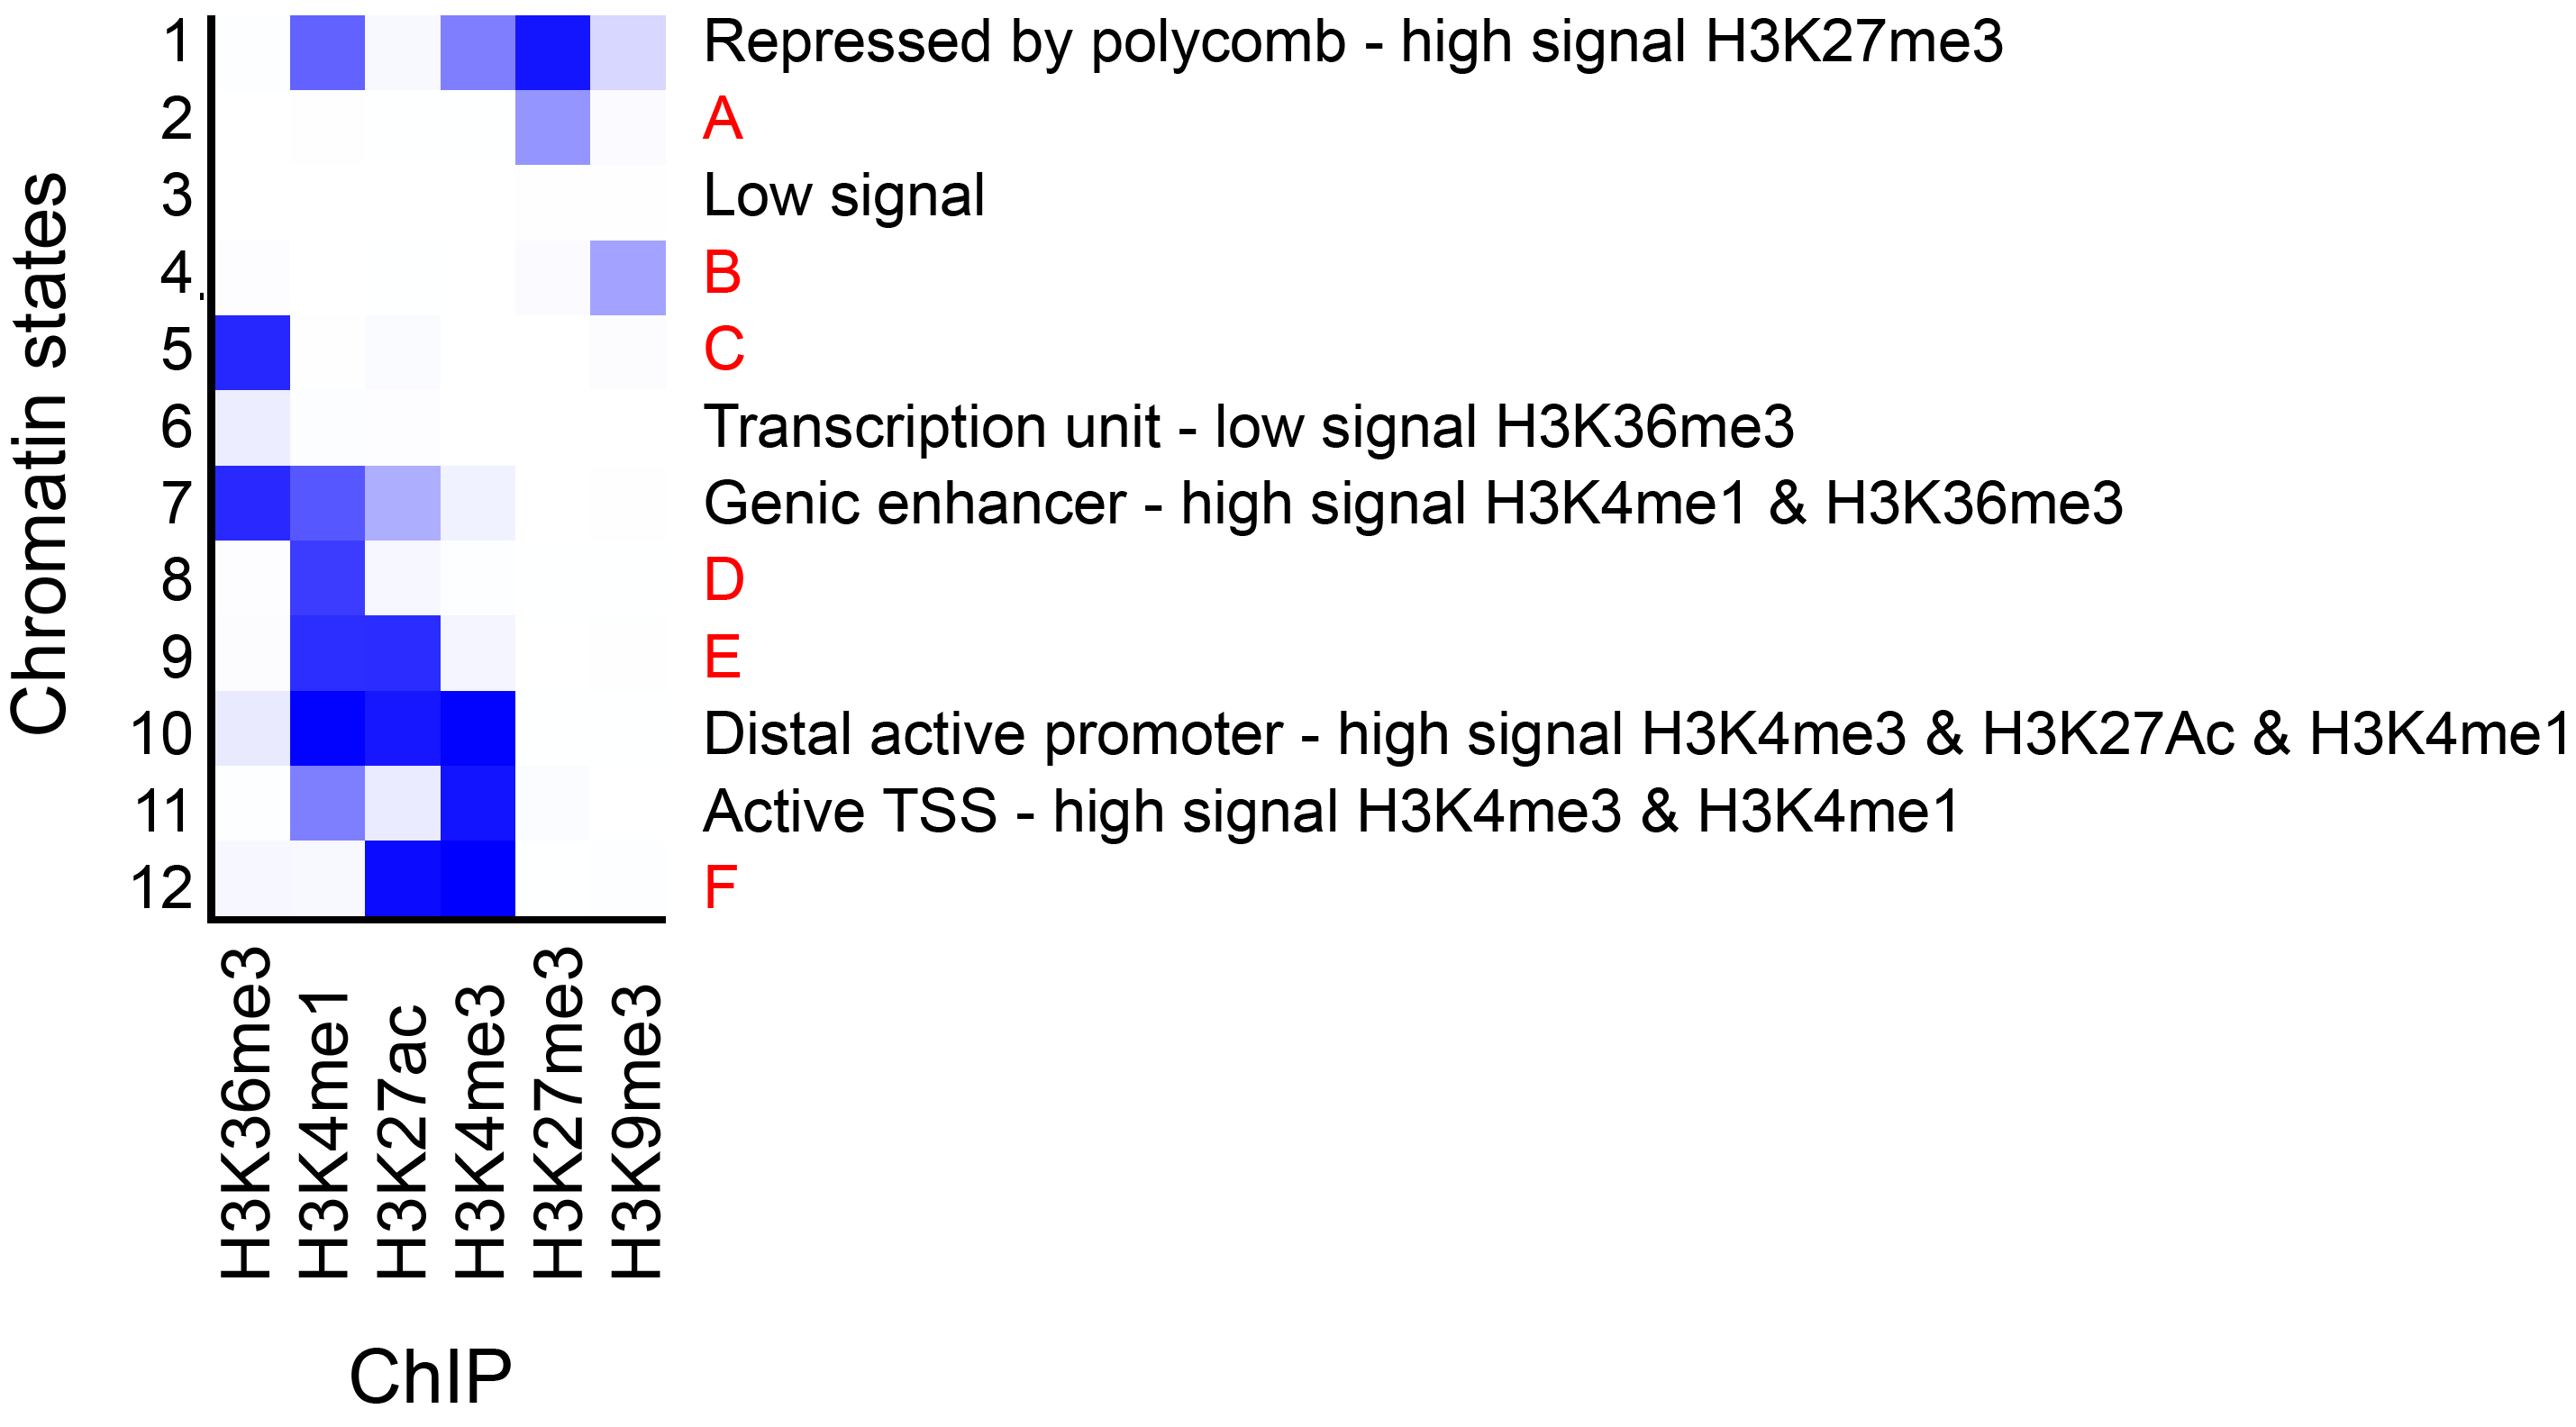 Chromatin states
1 Repressed by polycomb - high signal H3K27me3
2 A
3 Low signal
4 B
5 C
6 Transcription unit - low signal H3K36me3
7 Genic enhancer - high signal H3K4me1 & H3K36me3
8 D
9 E
10 Distal active promoter - high signal H3K4me3 & H3K27Ac & H3K4me1
11 Active TSS - high signal H3K4me3 & H3K4me1
12 F
H3K36me3
H3K4me1
H3K27ac
H3K4me3
H3K27me3
H3K9me3
ChIP